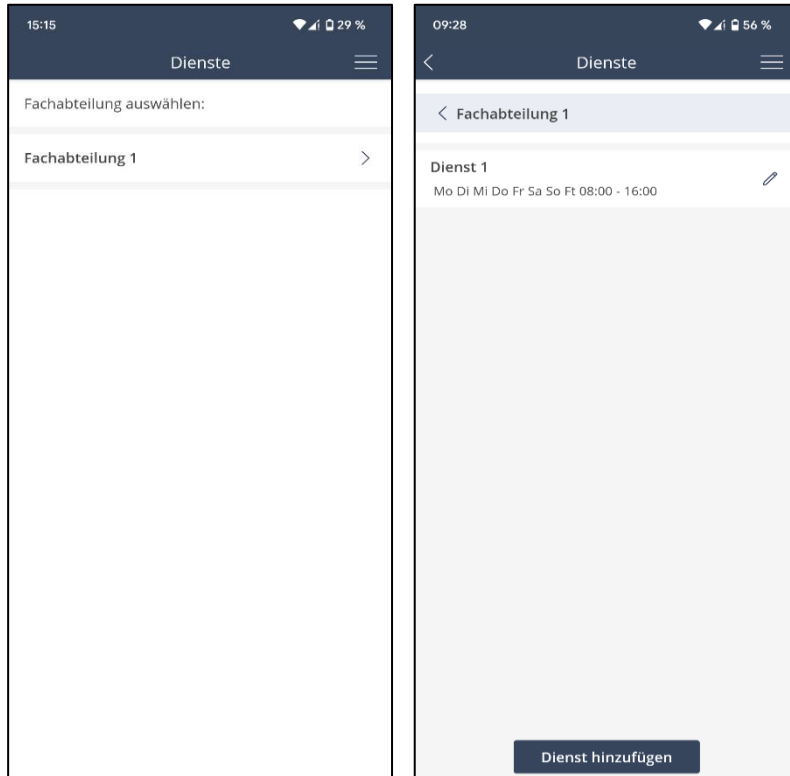 15:15
29 %
Dienste
Fachabteilung auswählen:
Fachabteilung 1
09:28
56 %
Dienste
Fachabteilung 1
Dienst 1
Mo Di Mi Do Fr Sa So Ft 08:00 - 16:00
Dienst hinzufügen